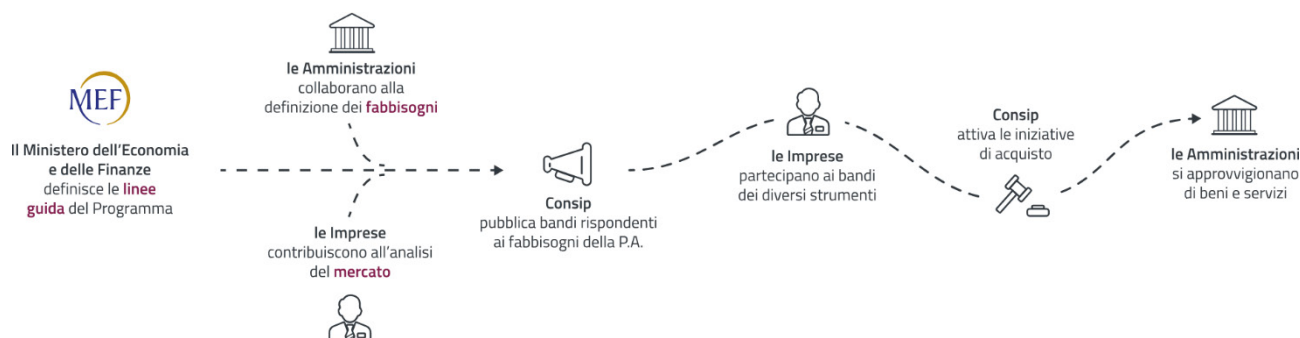 MEF
Il Ministero dell'Economia
e delle Finanze
definisce le linee
guida del Programma
le Amministrazioni
collaborano alla
definizione dei fabbisogni
le Imprese
contribuiscono all'analisi
del mercato
Consip
pubblica bandi rispondenti
ai fabbisogni della P.A.
le Imprese
partecipano ai bandi
dei diversi strumenti
Consip
attiva le iniziative
di acquisto
le Amministrazioni
si approvvigionano
di beni e servizi